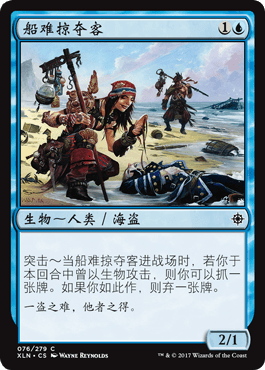 船难掠夺客 1
生物～人类 / 海盗
突击～当船难掠夺客进战场时，若你于
本回合中曾以生物攻击，则你可以抓一
张牌。如果你如此作，则弃一张牌。
一盗之难，他者之得。
2/1
076/279 C
XLN • CS WAYNE REYNOLDS
™ & © 2017 Wizards of the Coast